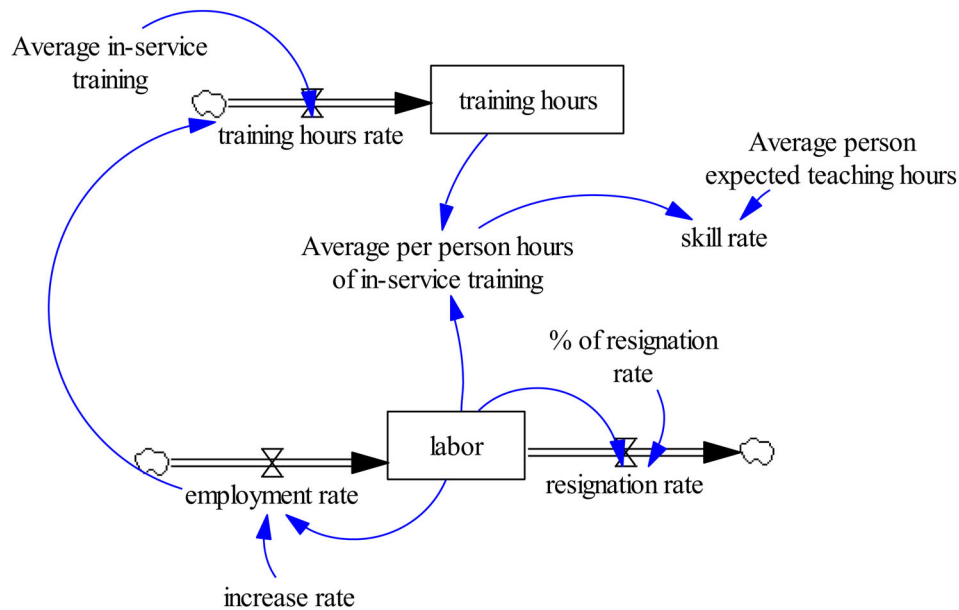 Average in-service
training
training hours
training hours rate
Average person
expected teaching hours
skill rate
Average per person hours
of in-service training
% of resignation
rate
labor
resignation rate
employment rate
increase rate